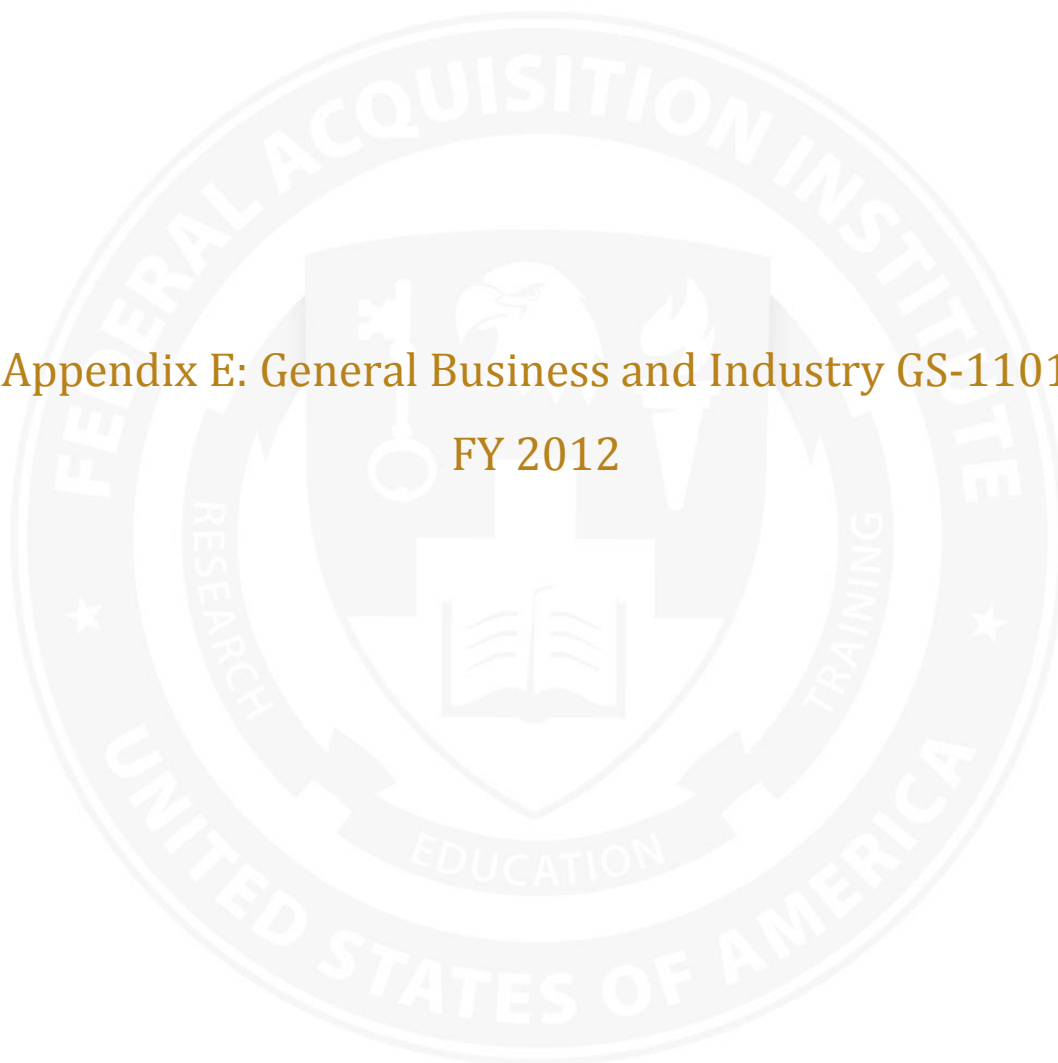 Appendix E: General Business and Industry GS-1101
FY 2012
FEDERAL ACQUISITION INSTITUTE
RESEARCH
TRAINING
EDUCATION
UNITED STATES OF AMERICA